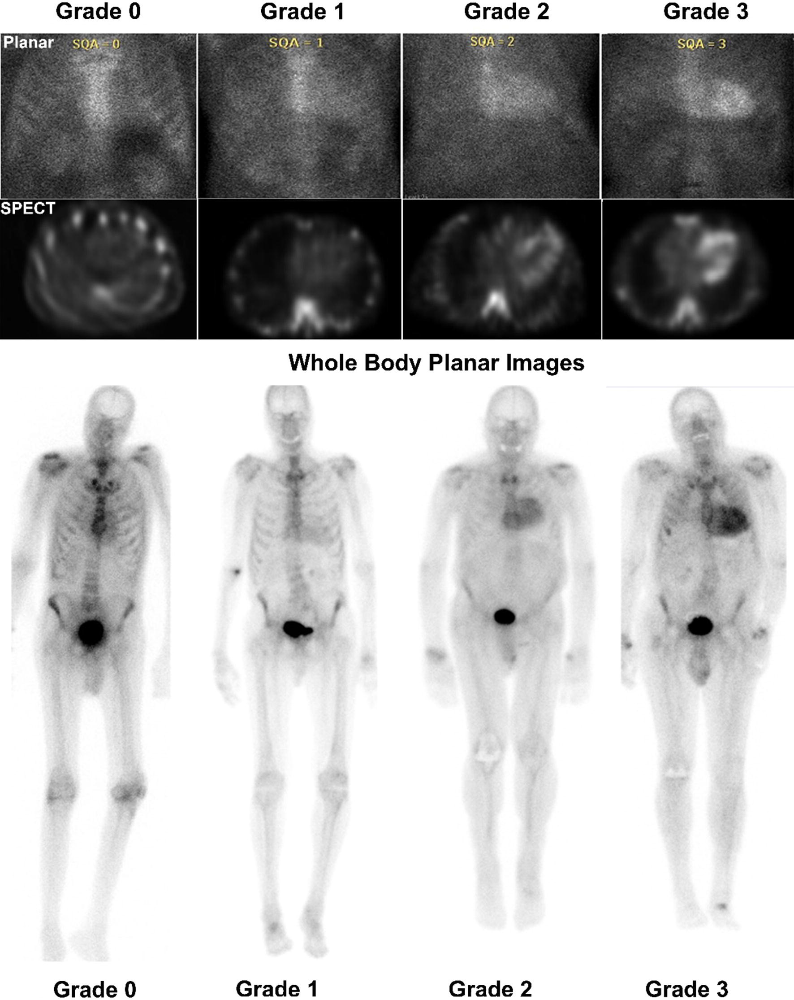 Grade 0 Grade 1 Grade 2 Grade 3
Planar SQA = 0 SQA = 1 SQA = 2 SQA = 3
SPECT
Whole Body Planar Images
Grade 0 Grade 1 Grade 2 Grade 3